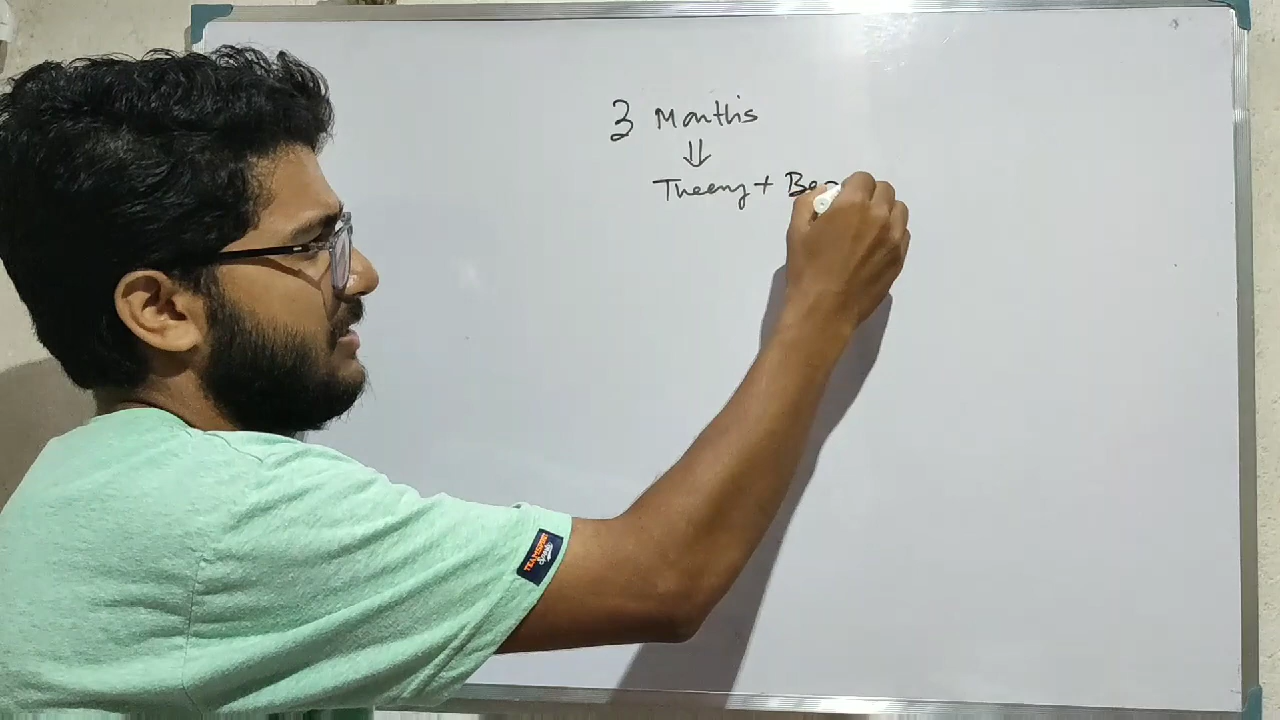 3 Months
⇓
Theory +